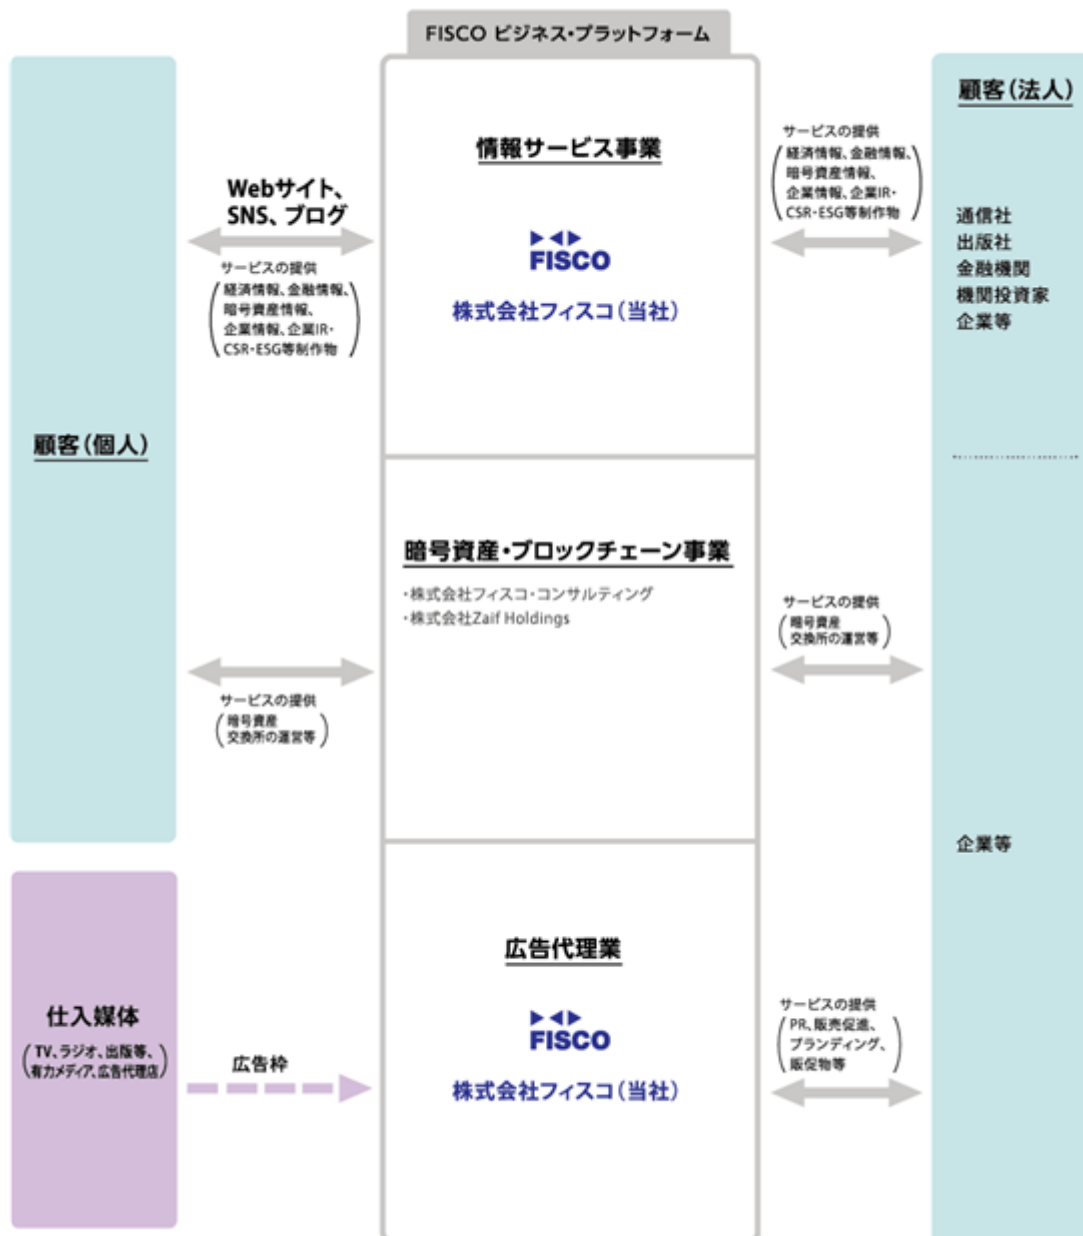 FISCO ビジネス・プラットフォーム
顧客(個人)
Webサイト、
SNS、ブログ
サービスの提供
経済情報、金融情報、
暗号資産情報、
企業情報、企業IR・
CSR・ESG等制作物
情報サービス事業
FISCO
株式会社フィスコ(当社)
サービスの提供
経済情報、金融情報、
暗号資産情報、
企業情報、企業IR・
CSR・ESG等制作物
顧客(法人)
通信社
出版社
金融機関
機関投資家
企業等
サービスの提供
暗号資産
交換所の運営等
暗号資産・ブロックチェーン事業
・株式会社フィスコ・コンサルティング
・株式会社Zaif Holdings
サービスの提供
暗号資産
交換所の運営等
企業等
仕入媒体
TV、ラジオ、出版等、
有力メディア、広告代理店
広告枠
広告代理業
FISCO
株式会社フィスコ(当社)
サービスの提供
PR、販売促進、
ブランディング、
販促物等